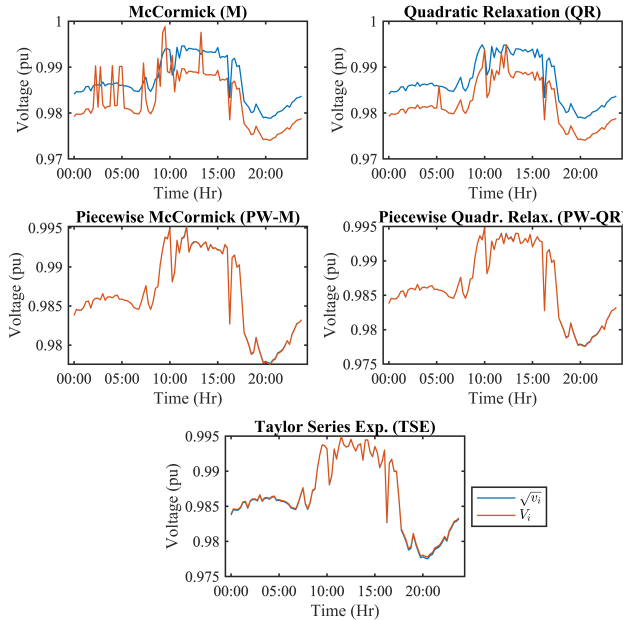 McCormick (M)
Quadratic Relaxation (QR)
1
0.99
0.98
0.97
Voltage (pu)
00:00 05:00 10:00 15:00 20:00
Time (Hr)
1
0.99
0.98
0.97
Voltage (pu)
00:00 05:00 10:00 15:00 20:00
Time (Hr)
Piecewise McCormick (PW-M)
Piecewise Quadr. Relax. (PW-QR)
0.995
0.99
0.985
0.98
Voltage (pu)
00:00 05:00 10:00 15:00 20:00
Time (Hr)
0.995
0.99
0.985
0.98
0.975
Voltage (pu)
00:00 05:00 10:00 15:00 20:00
Time (Hr)
Taylor Series Exp. (TSE)
0.995
0.99
0.985
0.98
0.975
Voltage (pu)
00:00 05:00 10:00 15:00 20:00
Time (Hr)
√v_i
V_i